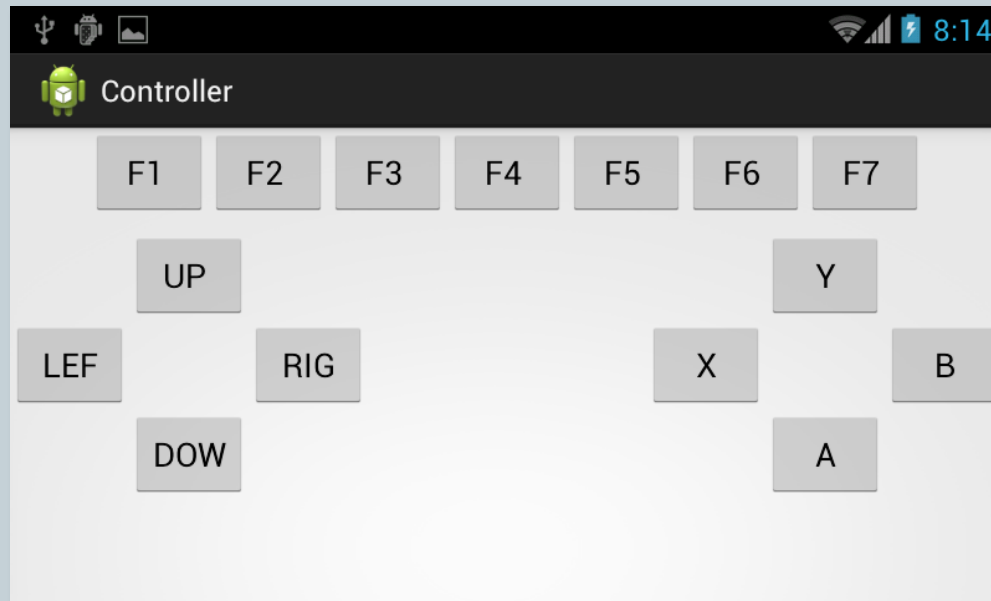 8:14
Controller
F1 F2 F3 F4 F5 F6 F7
UP Y
LEF RIG X B
DOW A